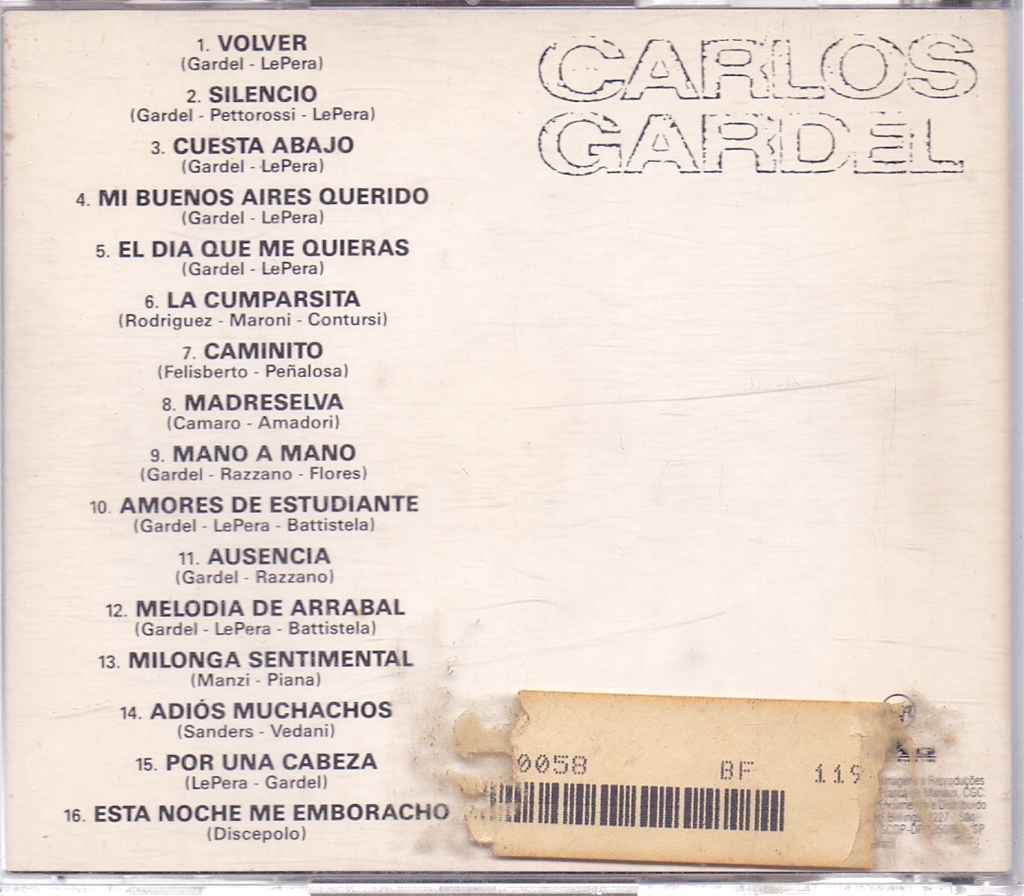 1. VOLVER
(Gardel - LePera)
2. SILENCIO
(Gardel - Pettorossi - LePera)
3. CUESTA ABAJO
(Gardel - LePera)
4. MI BUENOS AIRES QUERIDO
(Gardel - LePera)
5. EL DIA QUE ME QUIERAS
(Gardel - LePera)
6. LA CUMPARSITA
(Rodriguez - Maroni - Contursi)
7. CAMINITO
(Felisberto - Peñalosa)
8. MADRESELVA
(Camaro - Amadori)
9. MANO A MANO
(Gardel - Razzano - Flores)
10. AMORES DE ESTUDIANTE
(Gardel - LePera - Battistela)
11. AUSENCIA
(Gardel - Razzano)
12. MELODIA DE ARRABAL
(Gardel - LePera - Battistela)
13. MILONGA SENTIMENTAL
(Manzi - Piana)
14. ADIÓS MUCHACHOS
(Sanders - Vedani)
15. POR UNA CABEZA
(LePera - Gardel)
16. ESTA NOCHE ME EMBORACHO
(Discepolo)
CARLOS
GARDEL
0058 BF 119
e Reproduções
CGC
e Distribuido
SP